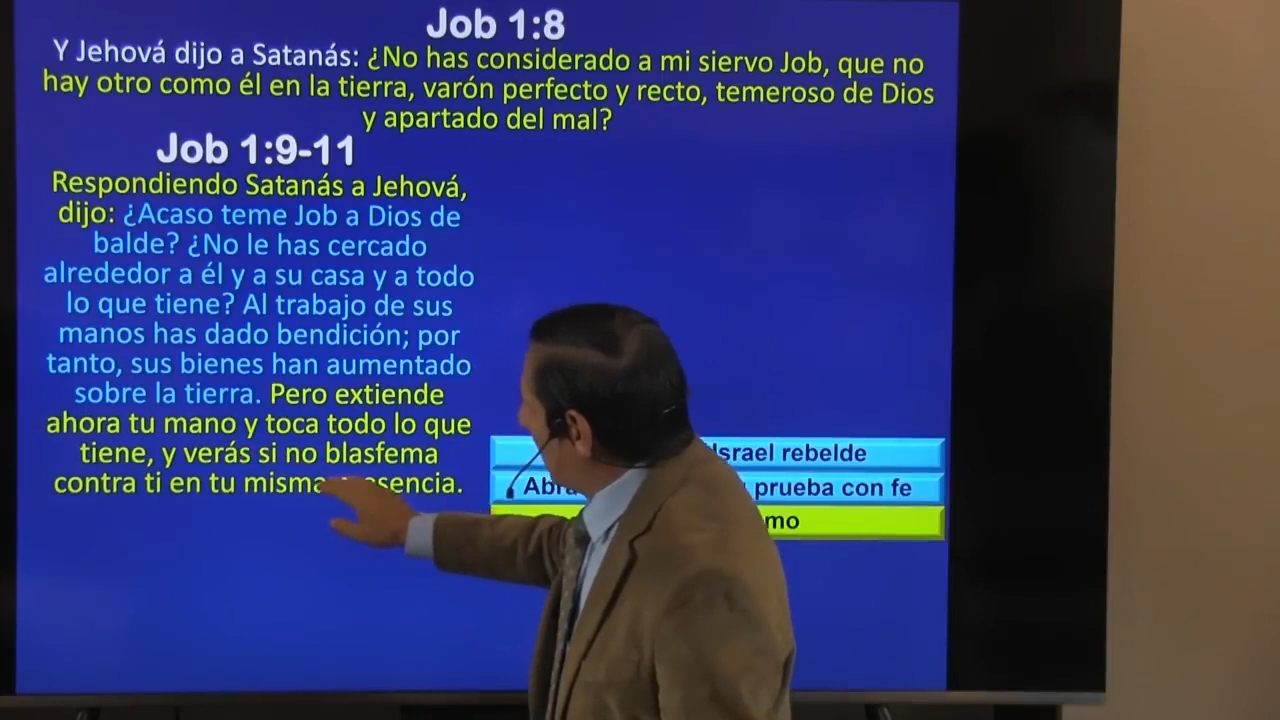 Job 1:8
Y Jehová dijo a Satanás: ¿No has considerado a mi siervo Job, que no
hay otro como él en la tierra, varón perfecto y recto, temeroso de Dios
y apartado del mal?
Job 1:9-11
Respondiendo Satanás a Jehová,
dijo: ¿Acaso teme Job a Dios de
balde? ¿No le has cercado
alrededor a él y a su casa y a todo
lo que tiene? Al trabajo de sus
manos has dado bendición; por
tanto, sus bienes han aumentado
sobre la tierra. Pero extiende
ahora tu mano y toca todo lo que
tiene, y verás si no blasfema
contra ti en tu misma
Israel rebelde
prueba con fe